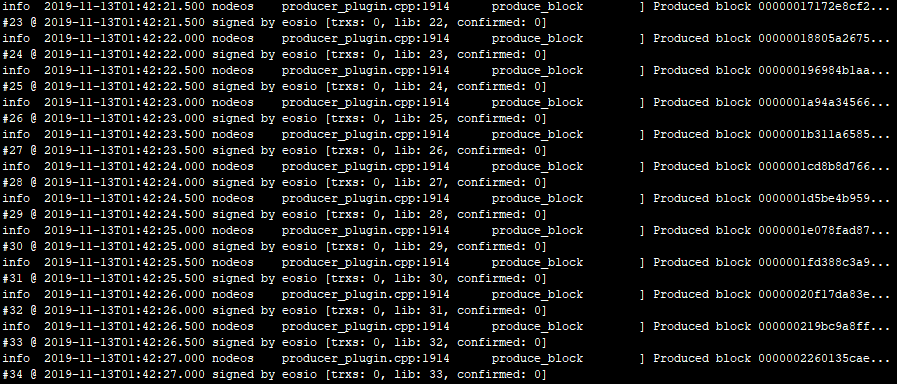 info 2019-11-13T01:42:21.500 nodeos producer_plugin.cpp:1914 produce_block ] Produced block 00000017172e8cf2...
#23 @ 2019-11-13T01:42:21.500 signed by eosio [trxs: 0, lib: 22, confirmed: 0]
info 2019-11-13T01:42:22.000 nodeos producer_plugin.cpp:1914 produce_block ] Produced block 00000018805a2675...
#24 @ 2019-11-13T01:42:22.000 signed by eosio [trxs: 0, lib: 23, confirmed: 0]
info 2019-11-13T01:42:22.500 nodeos producer_plugin.cpp:1914 produce_block ] Produced block 000000196984b1aa...
#25 @ 2019-11-13T01:42:22.500 signed by eosio [trxs: 0, lib: 24, confirmed: 0]
info 2019-11-13T01:42:23.000 nodeos producer_plugin.cpp:1914 produce_block ] Produced block 0000001a94a34566...
#26 @ 2019-11-13T01:42:23.000 signed by eosio [trxs: 0, lib: 25, confirmed: 0]
info 2019-11-13T01:42:23.500 nodeos producer_plugin.cpp:1914 produce_block ] Produced block 0000001b311a6585...
#27 @ 2019-11-13T01:42:23.500 signed by eosio [trxs: 0, lib: 26, confirmed: 0]
info 2019-11-13T01:42:24.000 nodeos producer_plugin.cpp:1914 produce_block ] Produced block 0000001cd8b8d766...
#28 @ 2019-11-13T01:42:24.000 signed by eosio [trxs: 0, lib: 27, confirmed: 0]
info 2019-11-13T01:42:24.500 nodeos producer_plugin.cpp:1914 produce_block ] Produced block 0000001d5be4b959...
#29 @ 2019-11-13T01:42:24.500 signed by eosio [trxs: 0, lib: 28, confirmed: 0]
info 2019-11-13T01:42:25.000 nodeos producer_plugin.cpp:1914 produce_block ] Produced block 0000001e078fad87...
#30 @ 2019-11-13T01:42:25.000 signed by eosio [trxs: 0, lib: 29, confirmed: 0]
info 2019-11-13T01:42:25.500 nodeos producer_plugin.cpp:1914 produce_block ] Produced block 0000001fd388c3a9...
#31 @ 2019-11-13T01:42:25.500 signed by eosio [trxs: 0, lib: 30, confirmed: 0]
info 2019-11-13T01:42:26.000 nodeos producer_plugin.cpp:1914 produce_block ] Produced block 00000020f17da83e...
#32 @ 2019-11-13T01:42:26.000 signed by eosio [trxs: 0, lib: 31, confirmed: 0]
info 2019-11-13T01:42:26.500 nodeos producer_plugin.cpp:1914 produce_block ] Produced block 000000219bc9a8ff...
#33 @ 2019-11-13T01:42:26.500 signed by eosio [trxs: 0, lib: 32, confirmed: 0]
info 2019-11-13T01:42:27.000 nodeos producer_plugin.cpp:1914 produce_block ] Produced block 0000002260135cae...
#34 @ 2019-11-13T01:42:27.000 signed by eosio [trxs: 0, lib: 33, confirmed: 0]